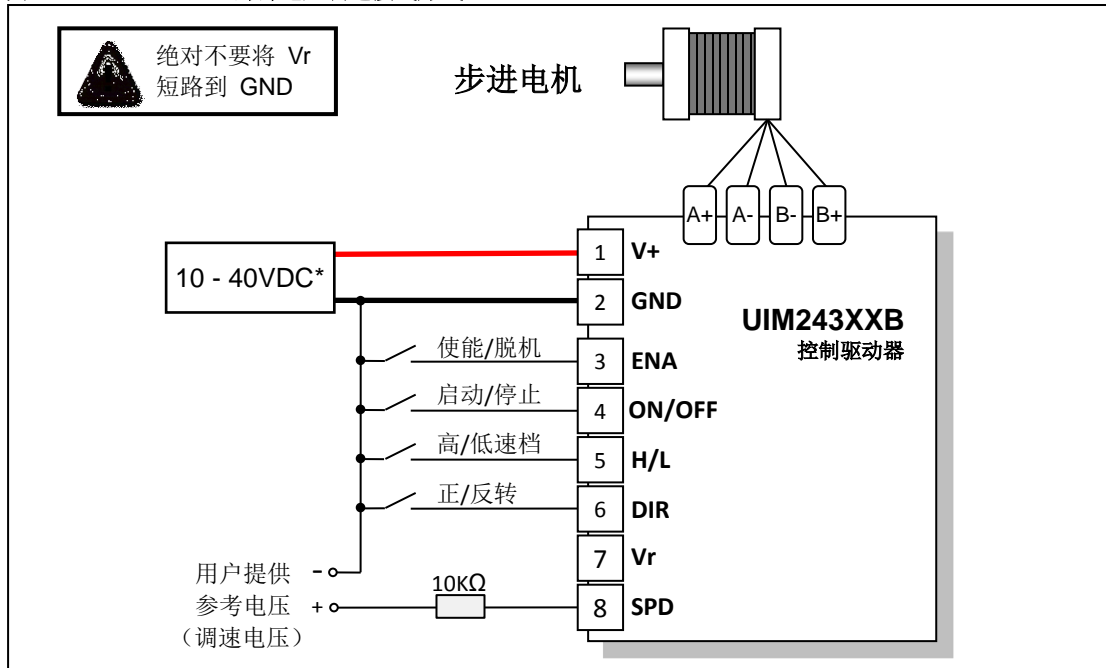 绝对不要将 Vr
短路到 GND
步进电机
A+ A- B- B+
10 - 40VDC*
1 V+
2 GND
UIM243XXB
控制驱动器
使能/脱机 3 ENA
启动/停止 4 ON/OFF
高/低速档 5 H/L
正/反转 6 DIR
7 Vr
用户提供 -
参考电压 +
(调速电压)
10KΩ
8 SPD